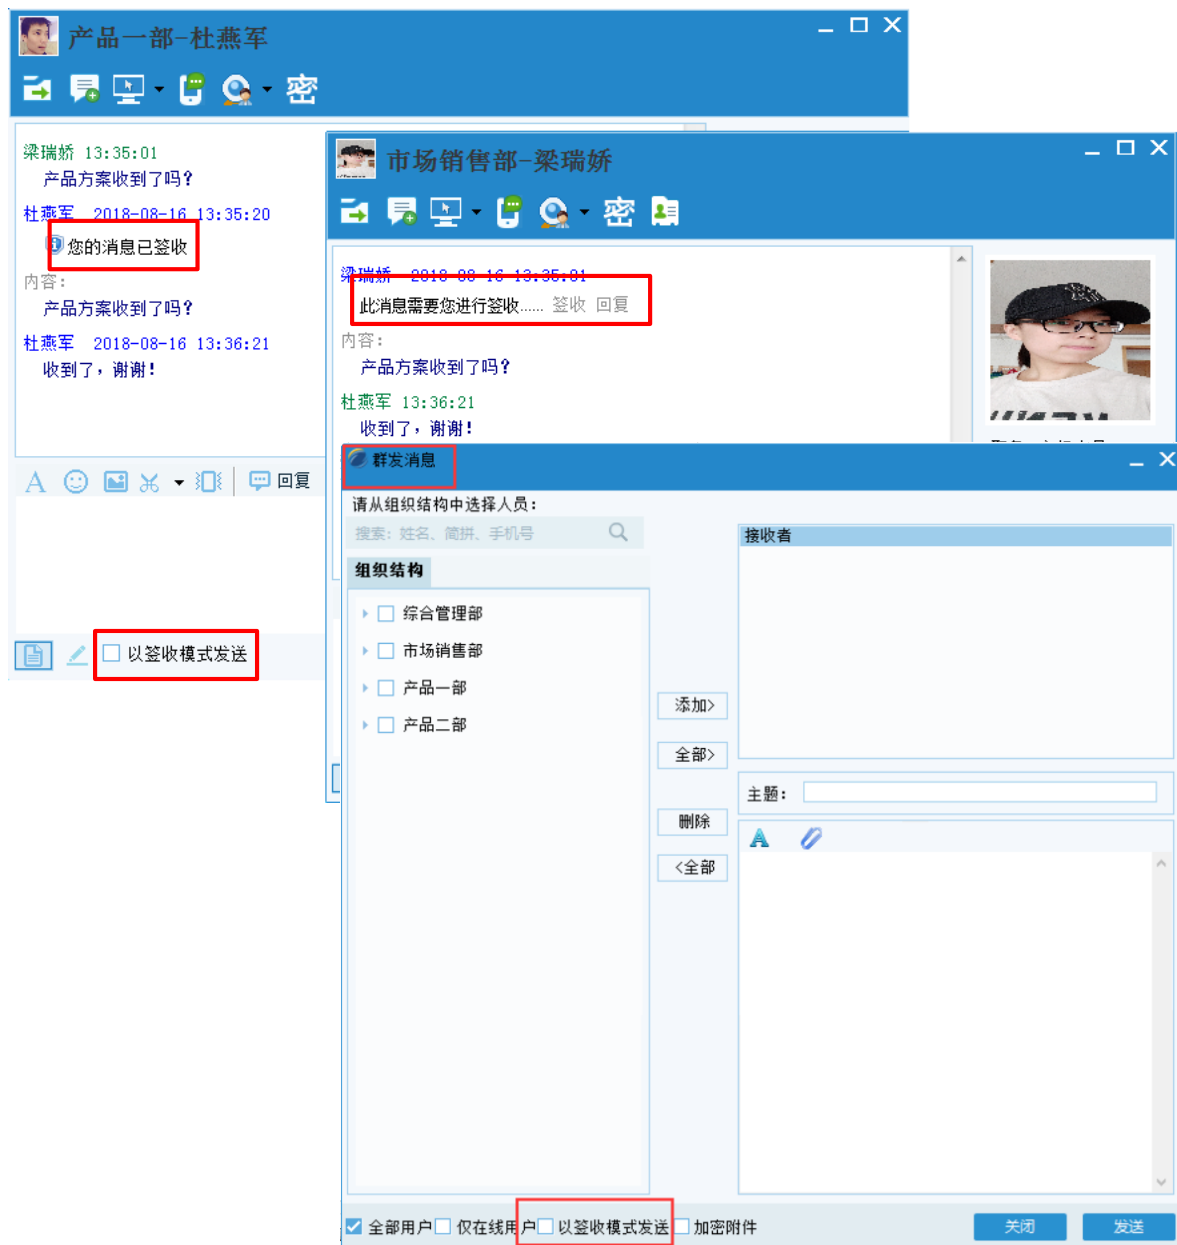 产品一部-杜燕军
密
梁瑞娇 13:35:01
产品方案收到了吗?
杜燕军 2018-08-16 13:35:20
您的消息已签收
内容:
产品方案收到了吗?
杜燕军 2018-08-16 13:36:21
收到了,谢谢!
回复
以签收模式发送
市场销售部-梁瑞娇
密
梁瑞娇 2018-08-16 13:35:01
此消息需要您进行签收...... 签收 回复
内容:
产品方案收到了吗?
杜燕军 13:36:21
收到了,谢谢!
群发消息
请从组织结构中选择人员:
搜索: 姓名、简拼、手机号
组织结构
综合管理部
市场销售部
产品一部
产品二部
添加>
全部>
删除
<全部
接收者
主题:
全部用户 仅在线用户 以签收模式发送 加密附件
关闭 发送